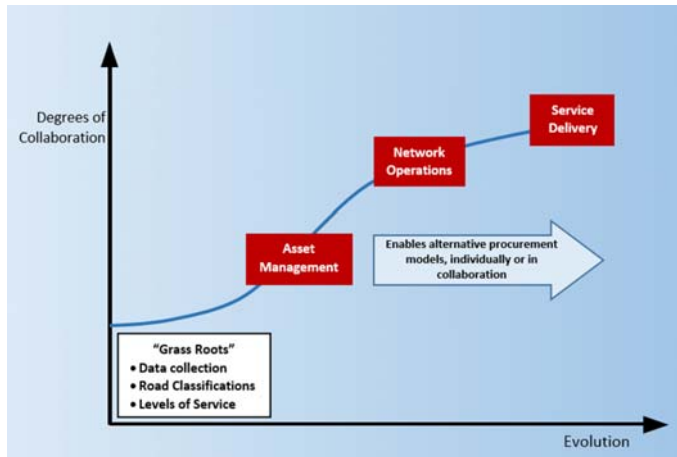 Degrees of
Collaboration
Service
Delivery
Network
Operations
Asset
Management
Enables alternative procurement
models, individually or in
collaboration
"Grass Roots"
• Data collection
• Road Classifications
• Levels of Service
Evolution